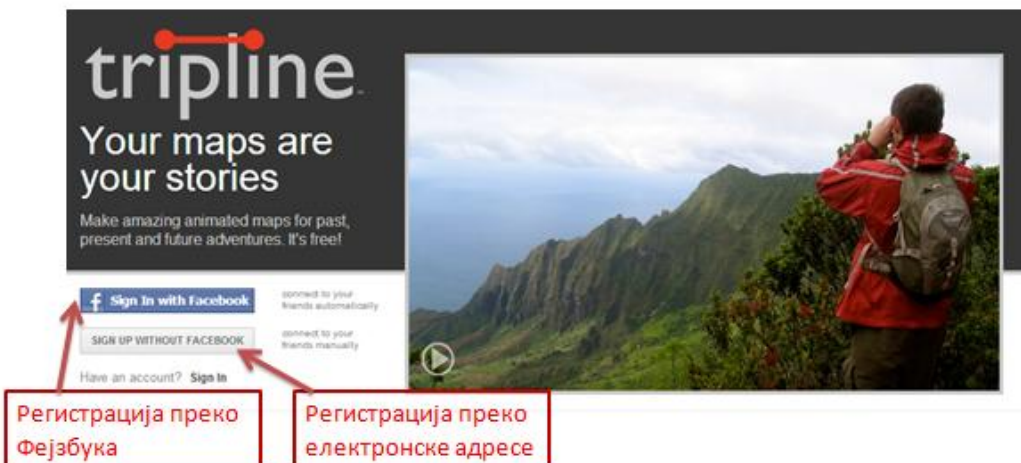 tripline
Your maps are
your stories
Make amazing animated maps for past,
present and future adventures. It's free!
f Sign In with Facebook
connect to your
friends automatically
SIGN UP WITHOUT FACEBOOK
connect to your
friends manually
Have an account? Sign In
Регистрација преко
Фејзбука
Регистрација преко
електронске адресе